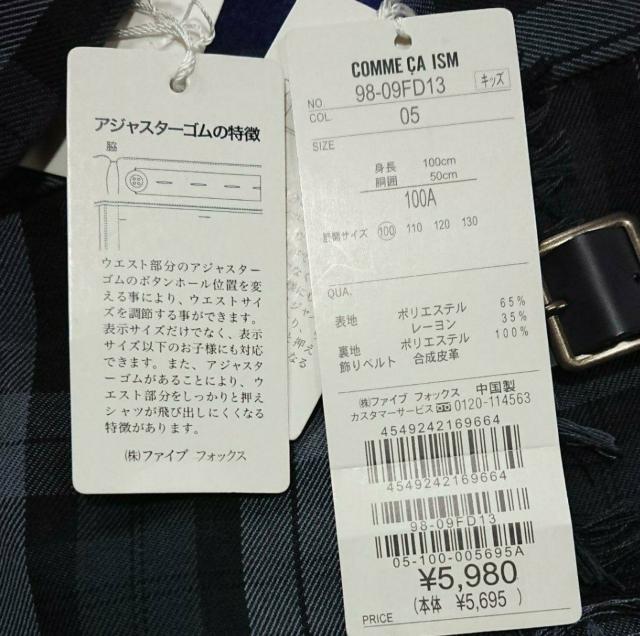 アジャスターゴムの特徴
脇
ウエスト部分のアジャスター
ゴムのボタンホール位置を変
える事により、ウエストサイ
ズを調節する事ができます。
表示サイズだけでなく、表示
サイズ以下のお子様にも対応
できます。また、アジャスタ
ーゴムがあることにより、ウ
エスト部分をしっかりと押え
シャツが飛び出しにくくなる
特徴があります。
(株)ファイブ フォックス
COMME ÇA ISM
NO. 98-09FD13 キッズ
COL 05
SIZE
身長 100cm
胴囲 50cm
100A
展開サイズ 100 110 120 130
QUA.
表地 ポリエステル 65%
レーヨン 35%
裏地 ポリエステル 100%
飾りベルト 合成皮革
(株)ファイブ フォックス 中国製
カスタマーサービス 0120-114563
4549242169664
4549242169664
98-09FD13
05-100-005695A
¥5,980
(本体 ¥5,695)
PRICE